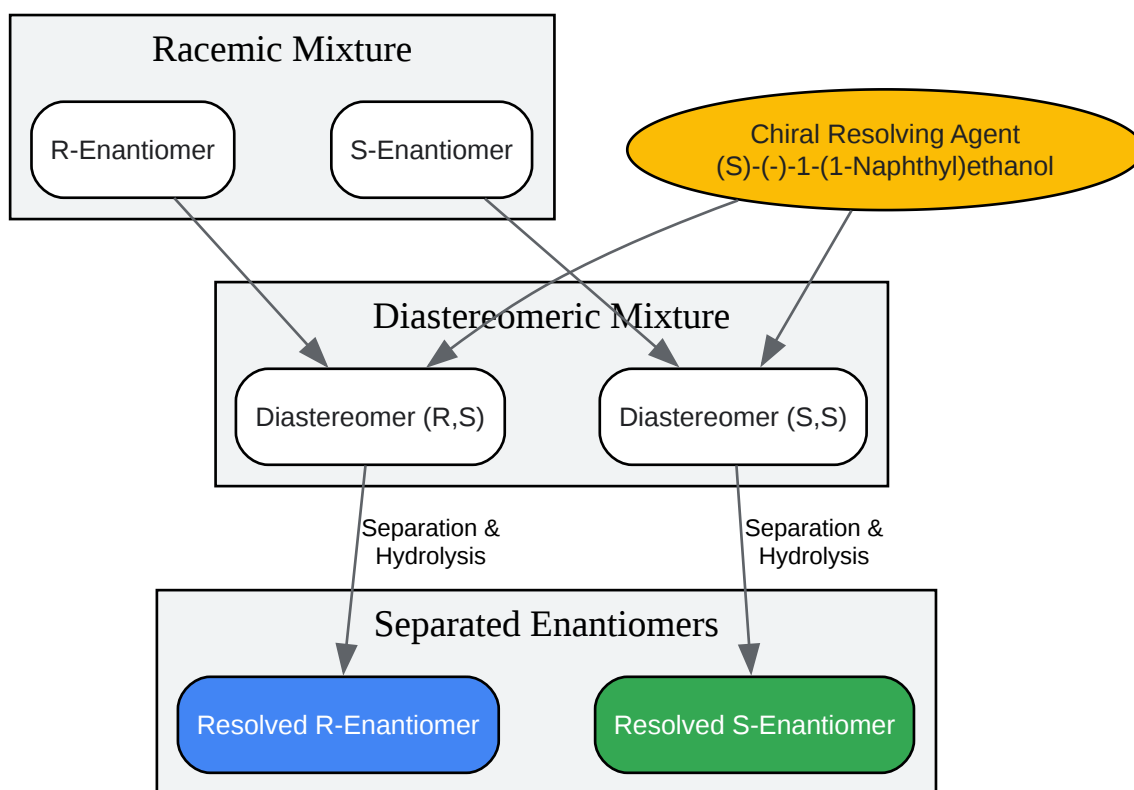 Racemic Mixture
R-Enantiomer
S-Enantiomer
Chiral Resolving Agent
(S)-(-)-1-(1-Naphthyl)ethanol
Diastereomeric Mixture
Diastereomer (R,S)
Diastereomer (S,S)
Separation &
Hydrolysis
Separation &
Hydrolysis
Separated Enantiomers
Resolved R-Enantiomer
Resolved S-Enantiomer